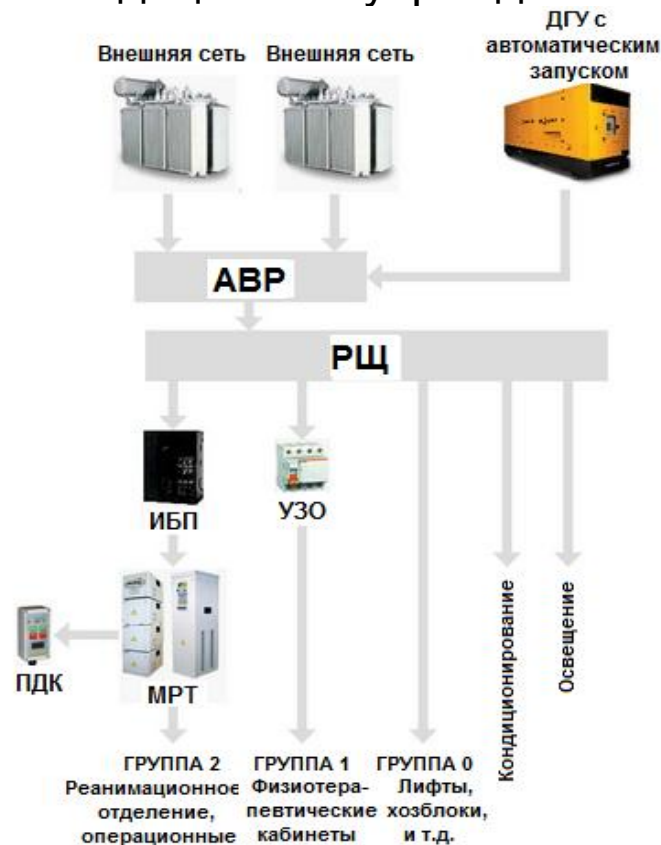 Внешняя сеть
Внешняя сеть
ДГУ с
автоматическим
запуском
АВР
РЩ
ИБП
УЗО
ПДК
МРТ
Кондиционирование
Освещение
ГРУППА 2
Реанимационное
отделение,
операционные
ГРУППА 1
Физиотера-
певтические
кабинеты
ГРУППА 0
Лифты,
хозблоки,
и т.д.